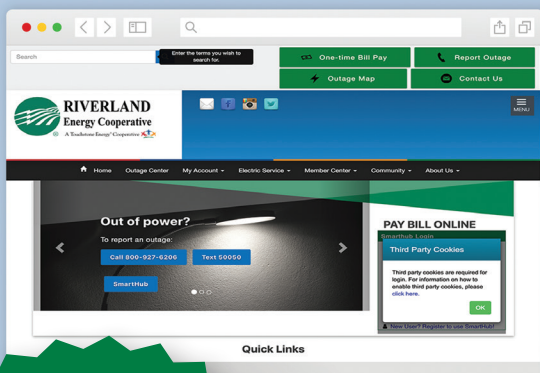 Search
Enter the terms you wish to
search for.
One-time Bill Pay
Report Outage
Outage Map
Contact Us
RIVERLAND
Energy Cooperative
A Touchstone Energy® Cooperative
MENU
Home
Outage Center
My Account
Electric Service
Member Center
Community
About Us
Out of power?
To report an outage:
Call 800-927-6206
Text 50050
SmartHub
PAY BILL ONLINE
Smarthub Login
Third Party Cookies
Third party cookies are required for
login. For information on how to
enable third party cookies, please
click here.
OK
New User? Register to use SmartHub!
Quick Links